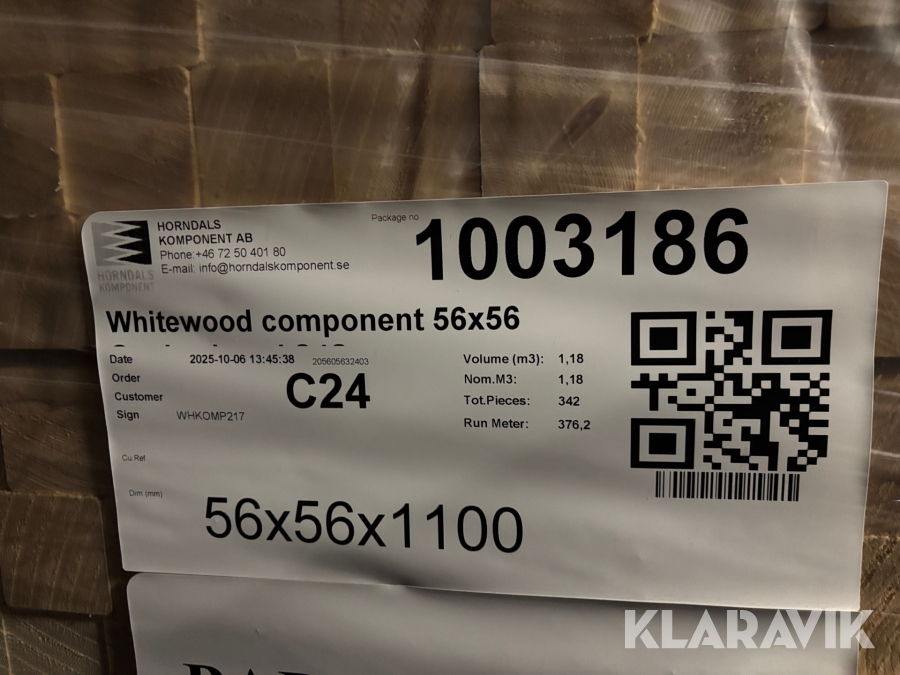 HORNDALS
KOMPONENT AB
Phone:+46 72 50 401 80
E-mail: info@horndalskomponent.se
HORNDALS
KOMPONENT
Package no
1003186
Whitewood component 56x56
Date 2025-10-06 13:45:38 205605632403
Order
Customer
C24
Sign WHKOMP217
Volume (m3): 1,18
Nom.M3: 1,18
Tot.Pieces: 342
Run Meter: 376,2
Cu.Ref
Dim (mm)
56x56x1100
KLARAVIK